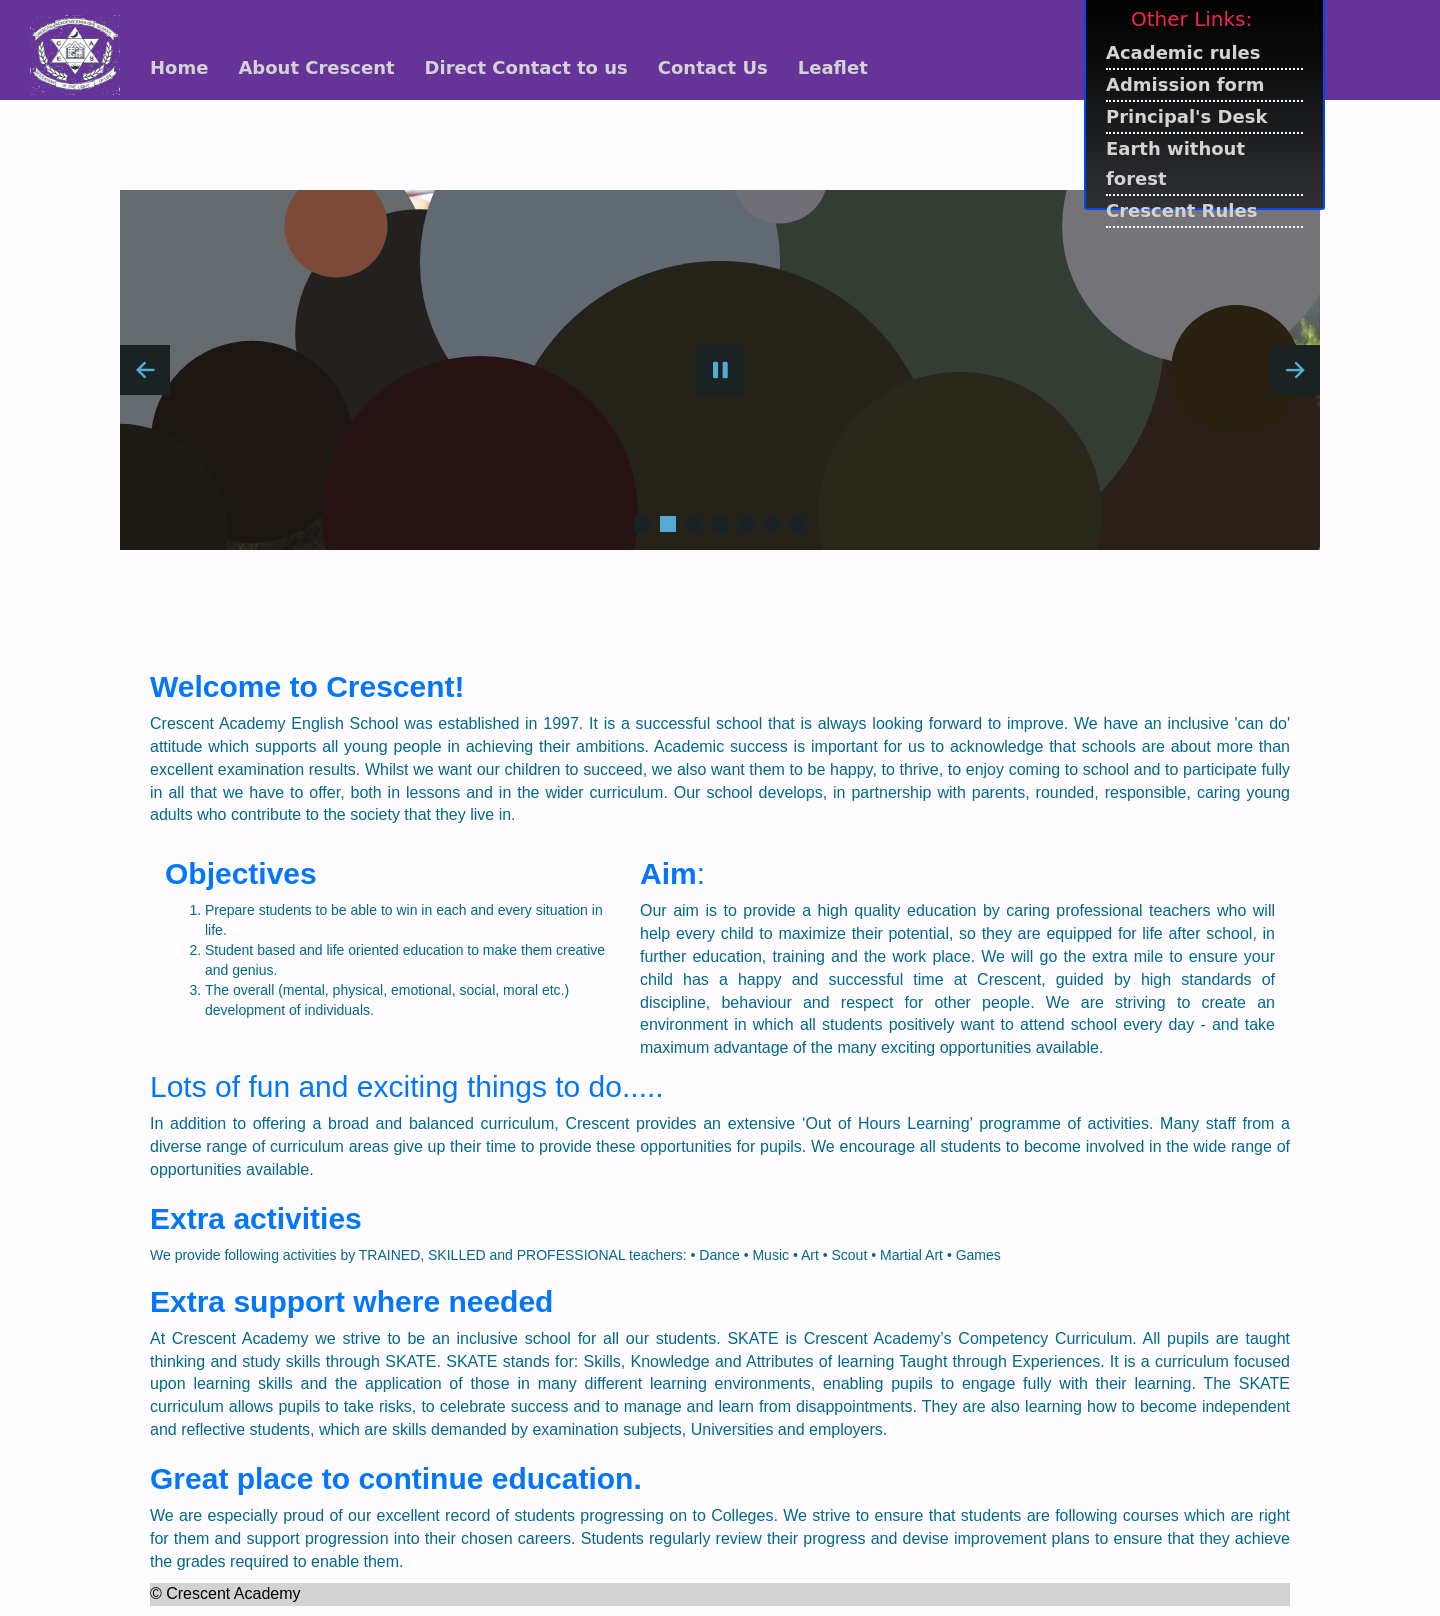 Home About Crescent Direct Contact to us Contact Us Leaflet
Other Links:
Academic rules
Admission form
Principal's Desk
Earth without
forest
Crescent Rules
Welcome to Crescent!
Crescent Academy English School was established in 1997. It is a successful school that is always looking forward to improve. We have an inclusive 'can do'
attitude which supports all young people in achieving their ambitions. Academic success is important for us to acknowledge that schools are about more than
excellent examination results. Whilst we want our children to succeed, we also want them to be happy, to thrive, to enjoy coming to school and to participate fully
in all that we have to offer, both in lessons and in the wider curriculum. Our school develops, in partnership with parents, rounded, responsible, caring young
adults who contribute to the society that they live in.
Objectives
1. Prepare students to be able to win in each and every situation in
life.
2. Student based and life oriented education to make them creative
and genius.
3. The overall (mental, physical, emotional, social, moral etc.)
development of individuals.
Aim:
Our aim is to provide a high quality education by caring professional teachers who will
help every child to maximize their potential, so they are equipped for life after school, in
further education, training and the work place. We will go the extra mile to ensure your
child has a happy and successful time at Crescent, guided by high standards of
discipline, behaviour and respect for other people. We are striving to create an
environment in which all students positively want to attend school every day - and take
maximum advantage of the many exciting opportunities available.
Lots of fun and exciting things to do.....
In addition to offering a broad and balanced curriculum, Crescent provides an extensive ‘Out of Hours Learning’ programme of activities. Many staff from a
diverse range of curriculum areas give up their time to provide these opportunities for pupils. We encourage all students to become involved in the wide range of
opportunities available.
Extra activities
We provide following activities by TRAINED, SKILLED and PROFESSIONAL teachers: • Dance • Music • Art • Scout • Martial Art • Games
Extra support where needed
At Crescent Academy we strive to be an inclusive school for all our students. SKATE is Crescent Academy’s Competency Curriculum. All pupils are taught
thinking and study skills through SKATE. SKATE stands for: Skills, Knowledge and Attributes of learning Taught through Experiences. It is a curriculum focused
upon learning skills and the application of those in many different learning environments, enabling pupils to engage fully with their learning. The SKATE
curriculum allows pupils to take risks, to celebrate success and to manage and learn from disappointments. They are also learning how to become independent
and reflective students, which are skills demanded by examination subjects, Universities and employers.
Great place to continue education.
We are especially proud of our excellent record of students progressing on to Colleges. We strive to ensure that students are following courses which are right
for them and support progression into their chosen careers. Students regularly review their progress and devise improvement plans to ensure that they achieve
the grades required to enable them.
© Crescent Academy